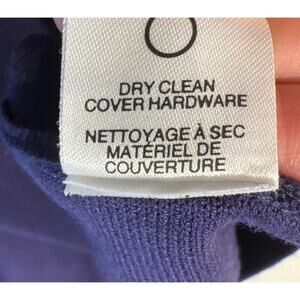 DRY CLEAN
COVER HARDWARE
NETTOYAGE À SEC
MATÉRIEL DE
COUVERTURE